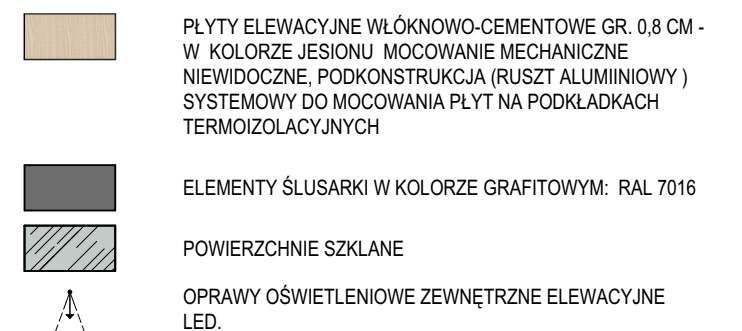 PŁYTY ELEWACYJNE WŁÓKNOWO-CEMENTOWE GR. 0,8 CM -
W KOLORZE JESIONU MOCOWANIE MECHANICZNE
NIEWIDOCZNE, PODKONSTRUKCJA (RUSZT ALUMIINIOWY )
SYSTEMOWY DO MOCOWANIA PŁYT NA PODKŁADKACH
TERMOIZOLACYJNYCH
ELEMENTY ŚLUSARKI W KOLORZE GRAFITOWYM: RAL 7016
POWIERZCHNIE SZKLANE
OPRAWY OŚWIETLENIOWE ZEWNĘTRZNE ELEWACYJNE
LED.